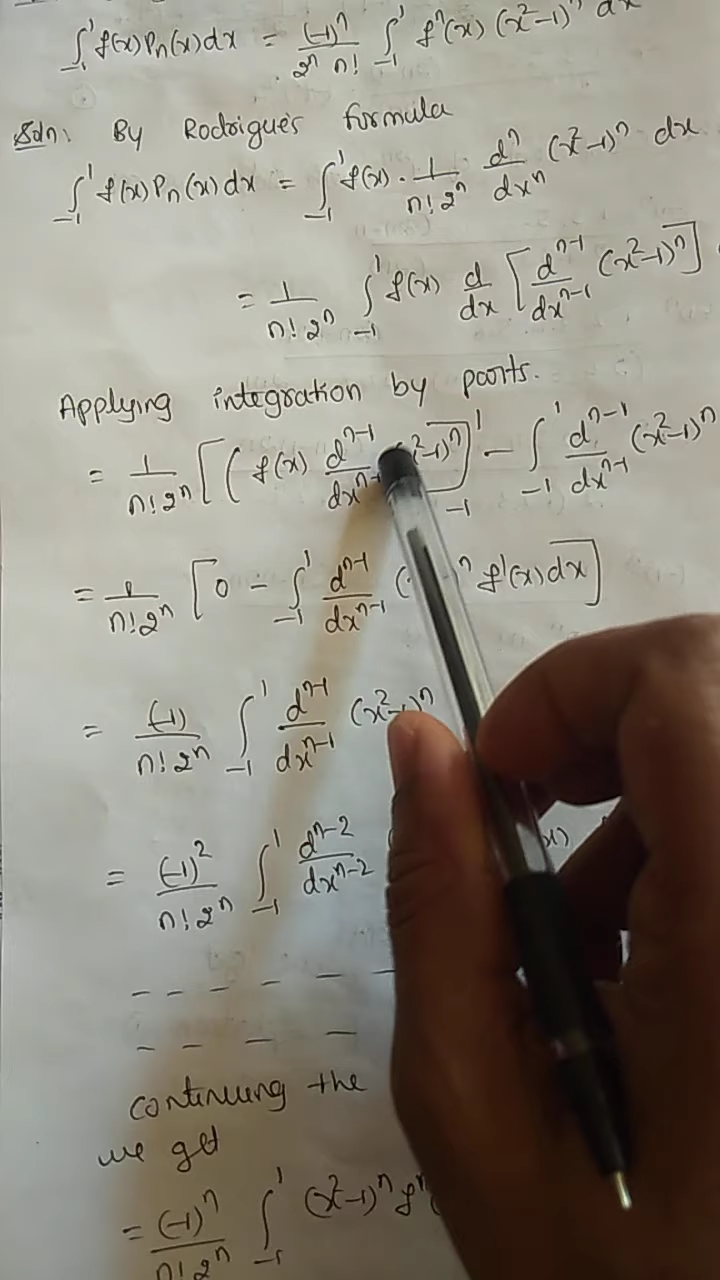 ∫₋₁¹ f(x) Pn(x) dx = (-1)ⁿ/(2ⁿ n!) ∫₋₁¹ fⁿ(x) (x²-1)ⁿ dx
Soln: By Rodrigue's formula
∫₋₁¹ f(x) Pn(x) dx = ∫₋₁¹ f(x) · 1/(n! 2ⁿ) dⁿ/dxⁿ (x²-1)ⁿ dx
= 1/(n! 2ⁿ) ∫₋₁¹ f(x) d/dx [dⁿ⁻¹/dxⁿ⁻¹ (x²-1)ⁿ]
Applying integration by parts.
= 1/(n! 2ⁿ) [(f(x) dⁿ⁻¹/dxⁿ⁻¹ x²-1)ⁿ]₋₁¹ - ∫₋₁¹ dⁿ⁻¹/dxⁿ⁻¹ (x²-1)ⁿ
= 1/(n! 2ⁿ) [0 - ∫₋₁¹ dⁿ⁻¹/dxⁿ⁻¹ ( ⁿ f'(x) dx]
= (-1)/(n! 2ⁿ) ∫₋₁¹ dⁿ⁻¹/dxⁿ⁻¹ (x²-1)ⁿ
= (-1)²/(n! 2ⁿ) ∫₋₁¹ dⁿ⁻²/dxⁿ⁻² x)
– – – – – –
– – – –
continuing the
we get
= (-1)ⁿ/(n! 2ⁿ) ∫₋₁¹ (x²-1)ⁿ fⁿ(